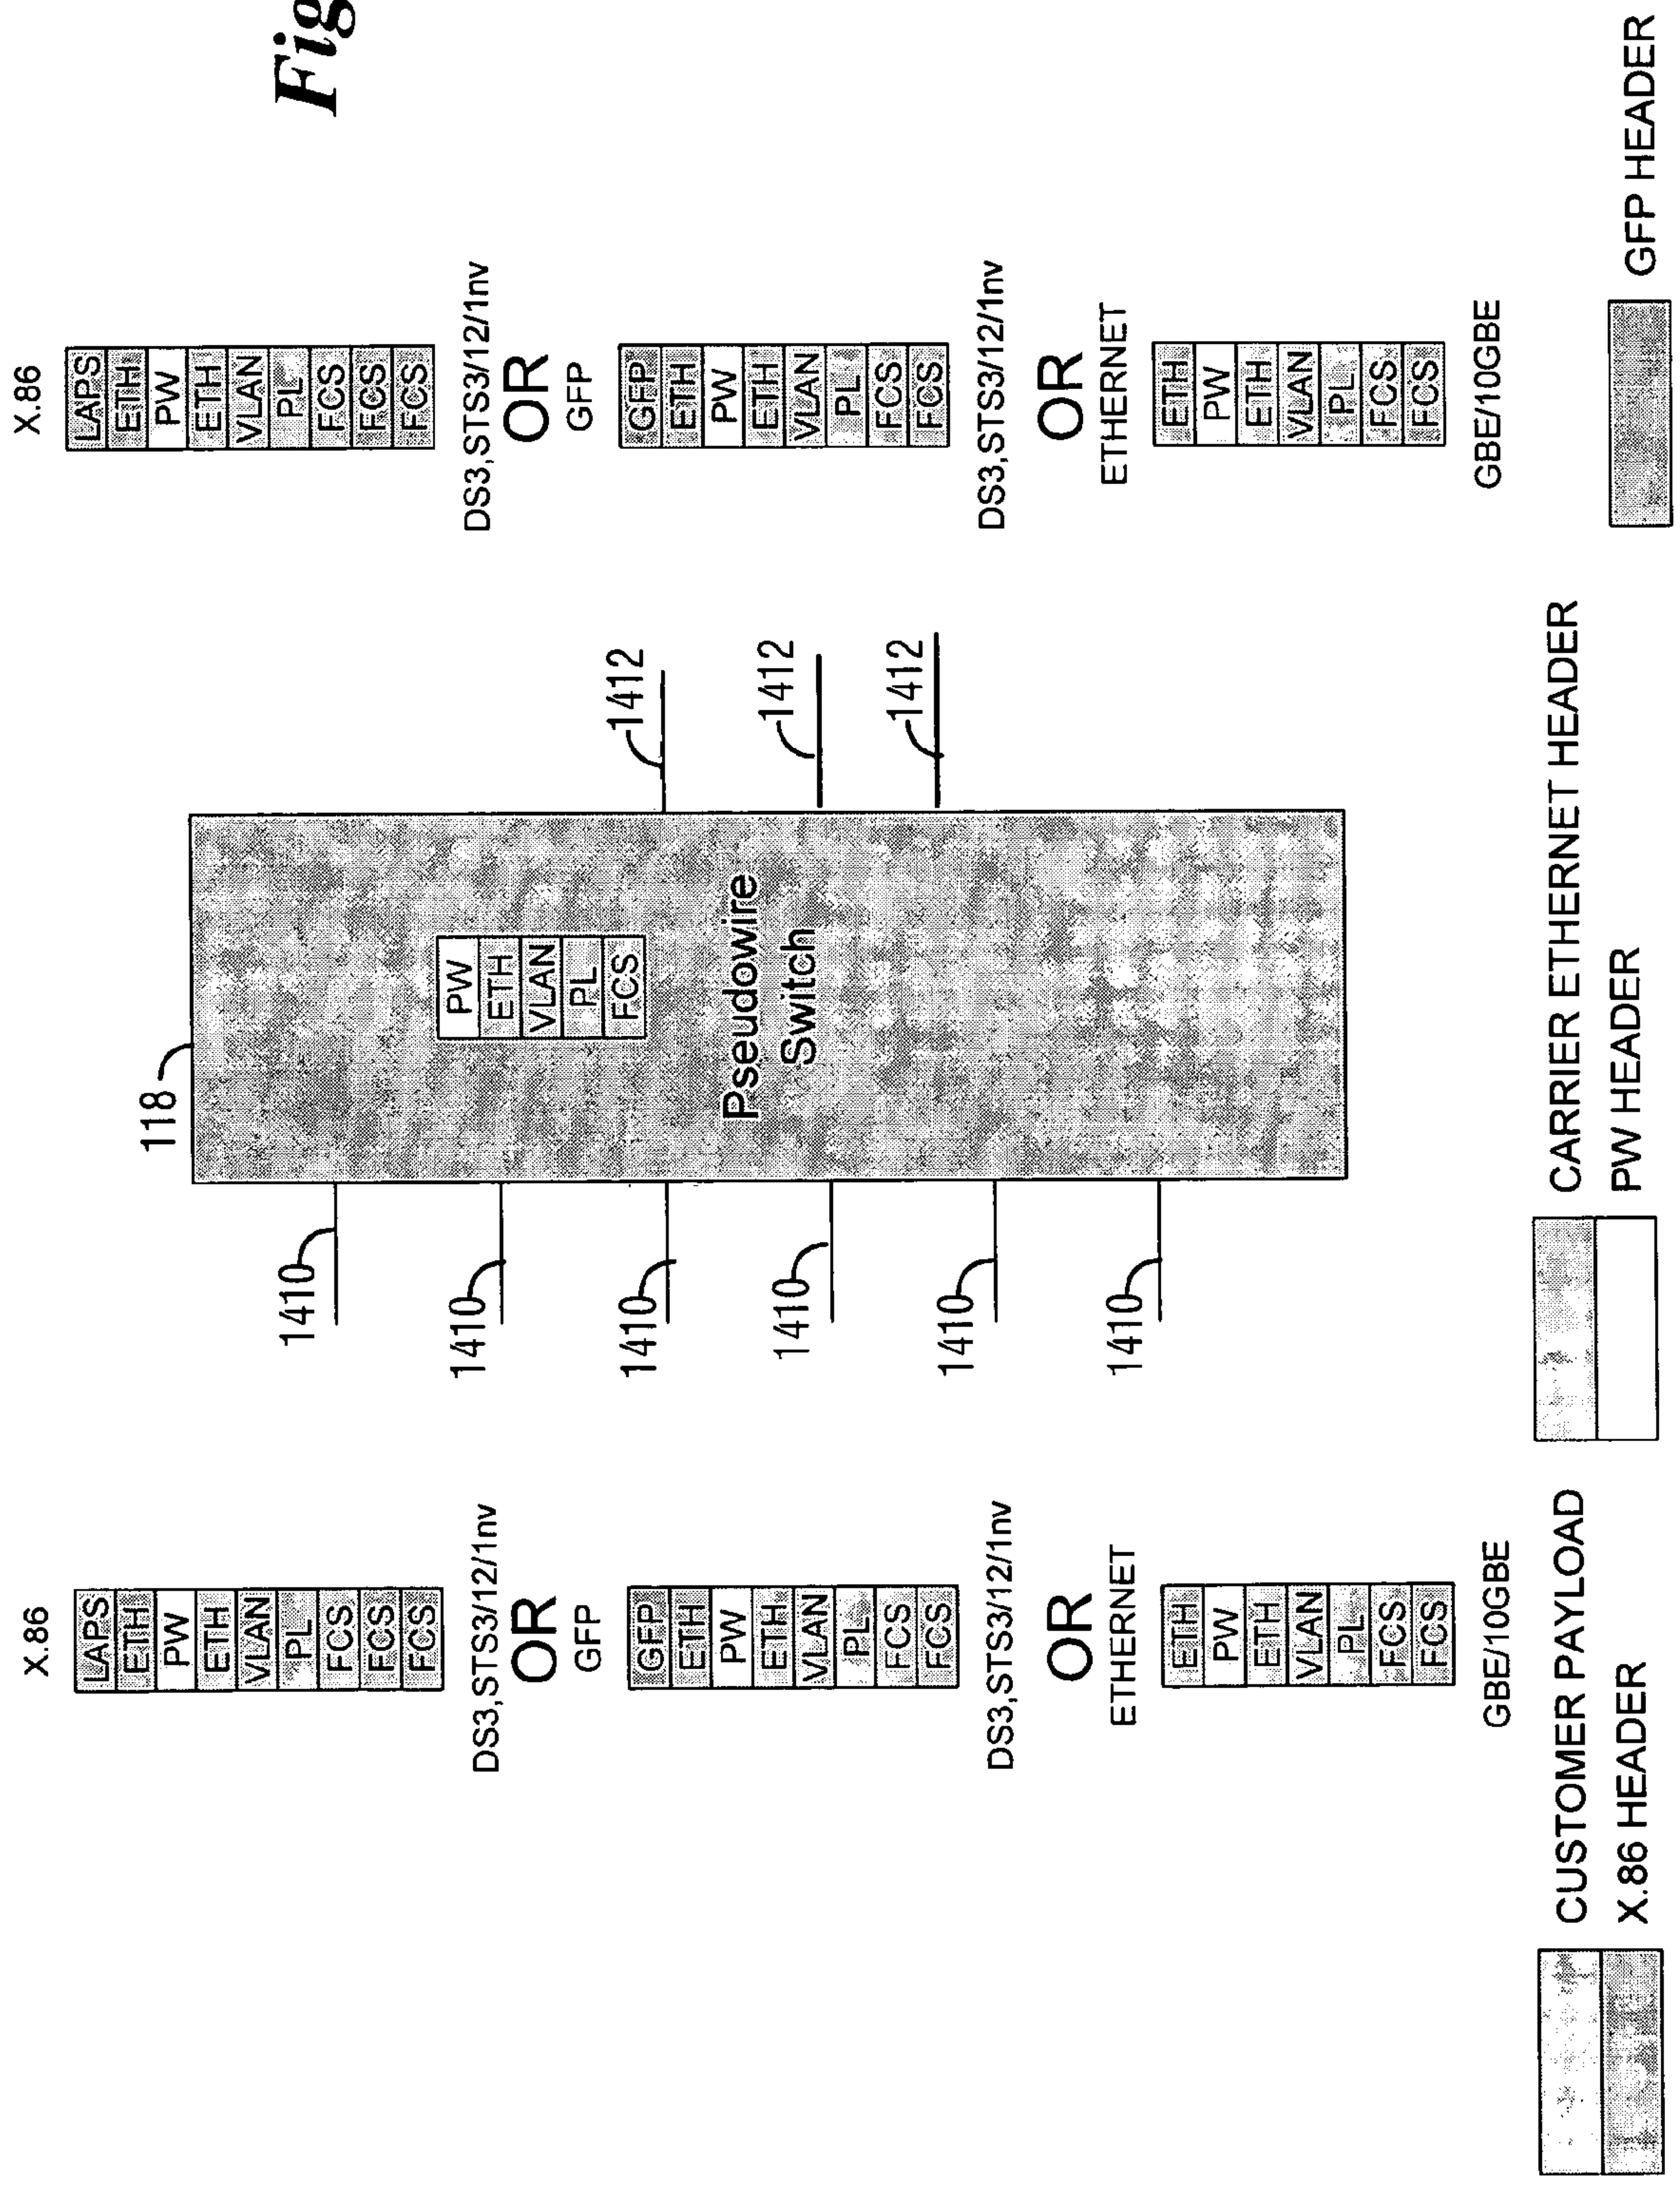 Fig
X.86
LAPS
ETH
PW
ETH
VLAN
PL
FCS
FCS
FCS
DS3,STS3/12/1nv
OR
GFP
GFP
ETH
PW
ETH
VLAN
PL
FCS
FCS
DS3,STS3/12/1nv
OR
ETHERNET
ETH
PW
ETH
VLAN
PL
FCS
FCS
GBE/10GBE
1410
1410
1410
1410
1410
1410
118
PW
ETH
VLAN
PL
FCS
Pseudowire
Switch
1412
1412
1412
X.86
LAPS
ETH
PW
ETH
VLAN
PL
FCS
FCS
FCS
DS3,STS3/12/1nv
OR
GFP
GFP
ETH
PW
ETH
VLAN
PL
FCS
FCS
DS3,STS3/12/1nv
OR
ETHERNET
ETH
PW
ETH
VLAN
PL
FCS
FCS
GBE/10GBE
CUSTOMER PAYLOAD
X.86 HEADER
CARRIER ETHERNET HEADER
PW HEADER
GFP HEADER